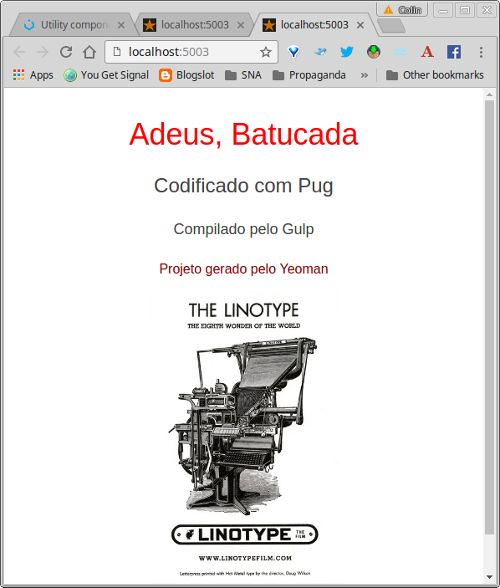 Colin
Utility compon
localhost:5003
localhost:5003
localhost:5003
Apps
You Get Signal
Blogslot
SNA
Propaganda
»
Other bookmarks
Adeus, Batucada
Codificado com Pug
Compilado pelo Gulp
Projeto gerado pelo Yeoman
THE LINOTYPE
THE EIGHTH WONDER OF THE WORLD
LINOTYPE THE FILM
WWW.LINOTYPEFILM.COM
Letterpress printed with Hot Metal type by the director, Doug Wilson